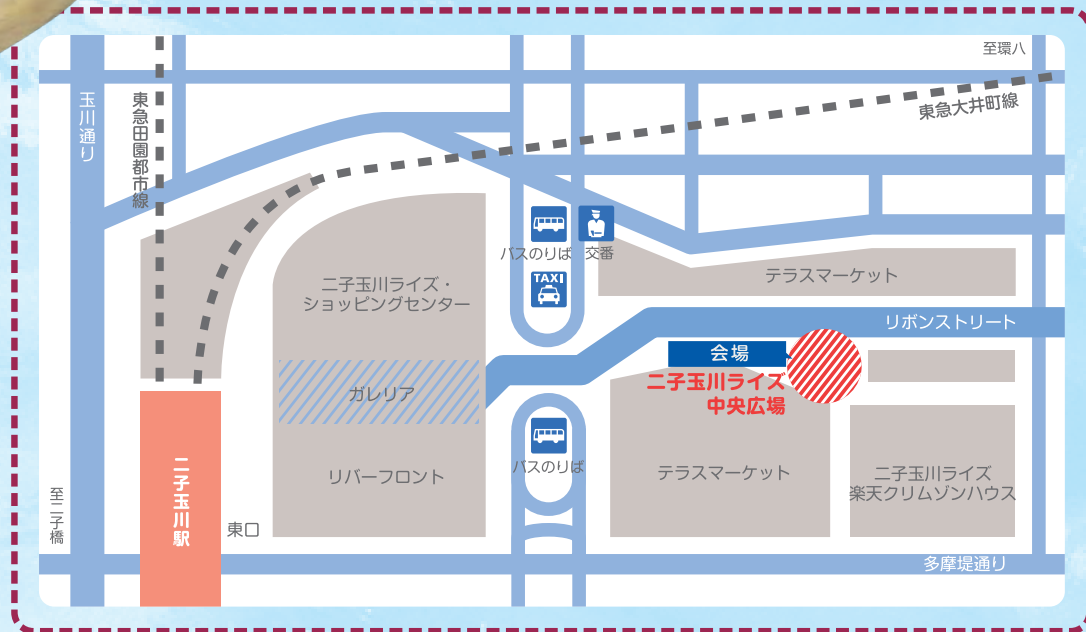 至環八
玉川通り
東急田園都市線
東急大井町線
バスのりば
交番
TAXI
二子玉川ライズ・
ショッピングセンター
テラスマーケット
リボンストリート
会場
二子玉川ライズ
中央広場
ガレリア
バスのりば
リバーフロント
テラスマーケット
二子玉川ライズ
楽天クリムゾンハウス
二子玉川駅
至二子橋
東口
多摩堤通り